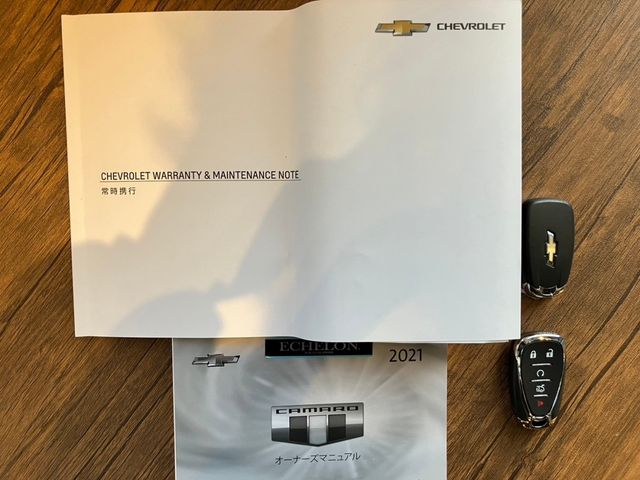 CHEVROLET
CHEVROLET WARRANTY & MAINTENANCE NOTE
常時携行
ECHELON
2021
CAMARO
オーナーズマニュアル